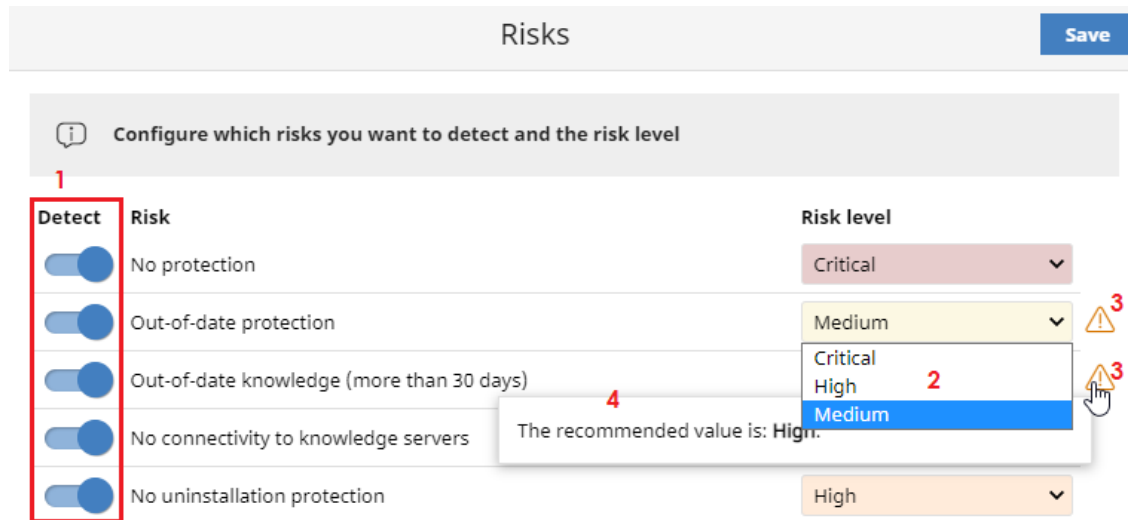 Risks
Save
Configure which risks you want to detect and the risk level
1
Detect Risk Risk level
No protection Critical
Out-of-date protection Medium 3
Critical
Out-of-date knowledge (more than 30 days) High 2 3
4 Medium
No connectivity to knowledge servers The recommended value is: High.
No uninstallation protection High